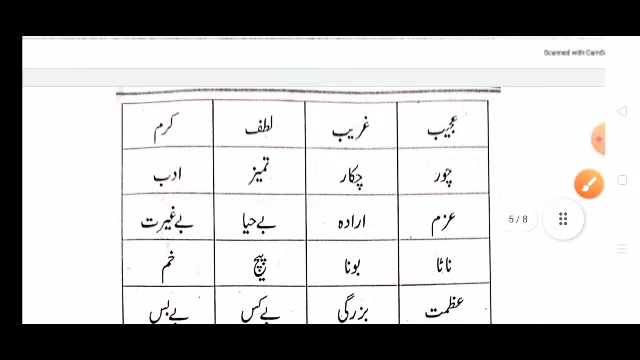 Scanned with CamSc
عجیب غریب لطف کرم
چور چکار تمیز ادب
عزم ارادہ بے حیا بے غیرت
ناٹا بونا پیچ خم
عظمت بزرگی بے کس بے بس
5 / 8